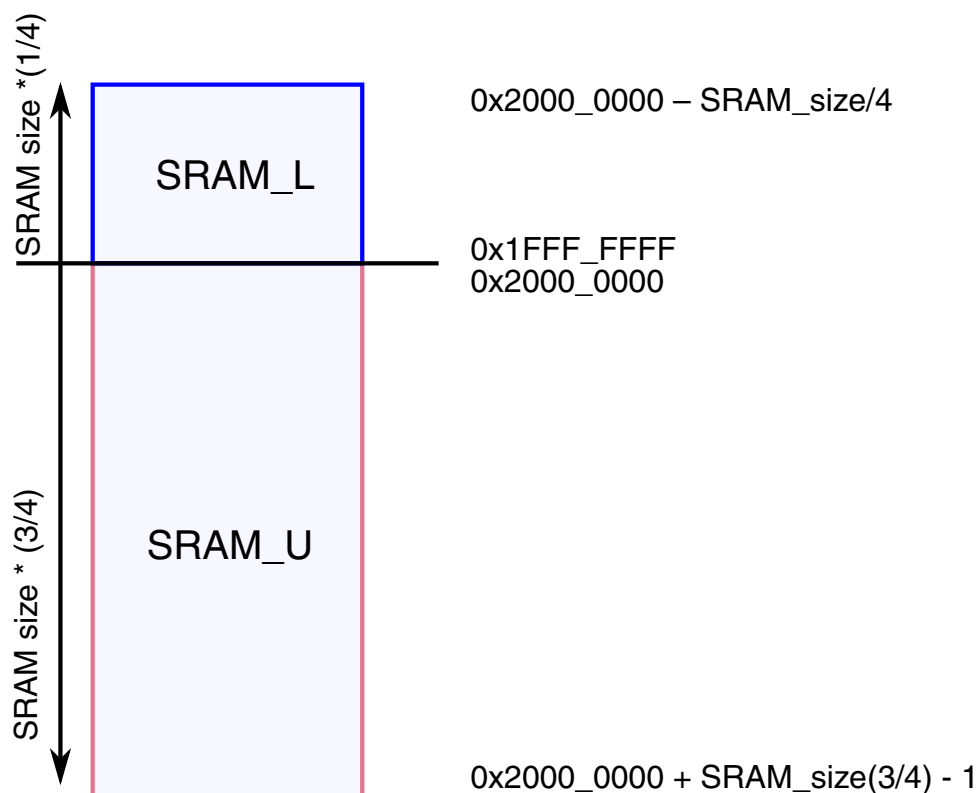 SRAM size *(1/4)
0x2000_0000 – SRAM_size/4
SRAM_L
0x1FFF_FFFF
0x2000_0000
SRAM size * (3/4)
SRAM_U
0x2000_0000 + SRAM_size(3/4) - 1